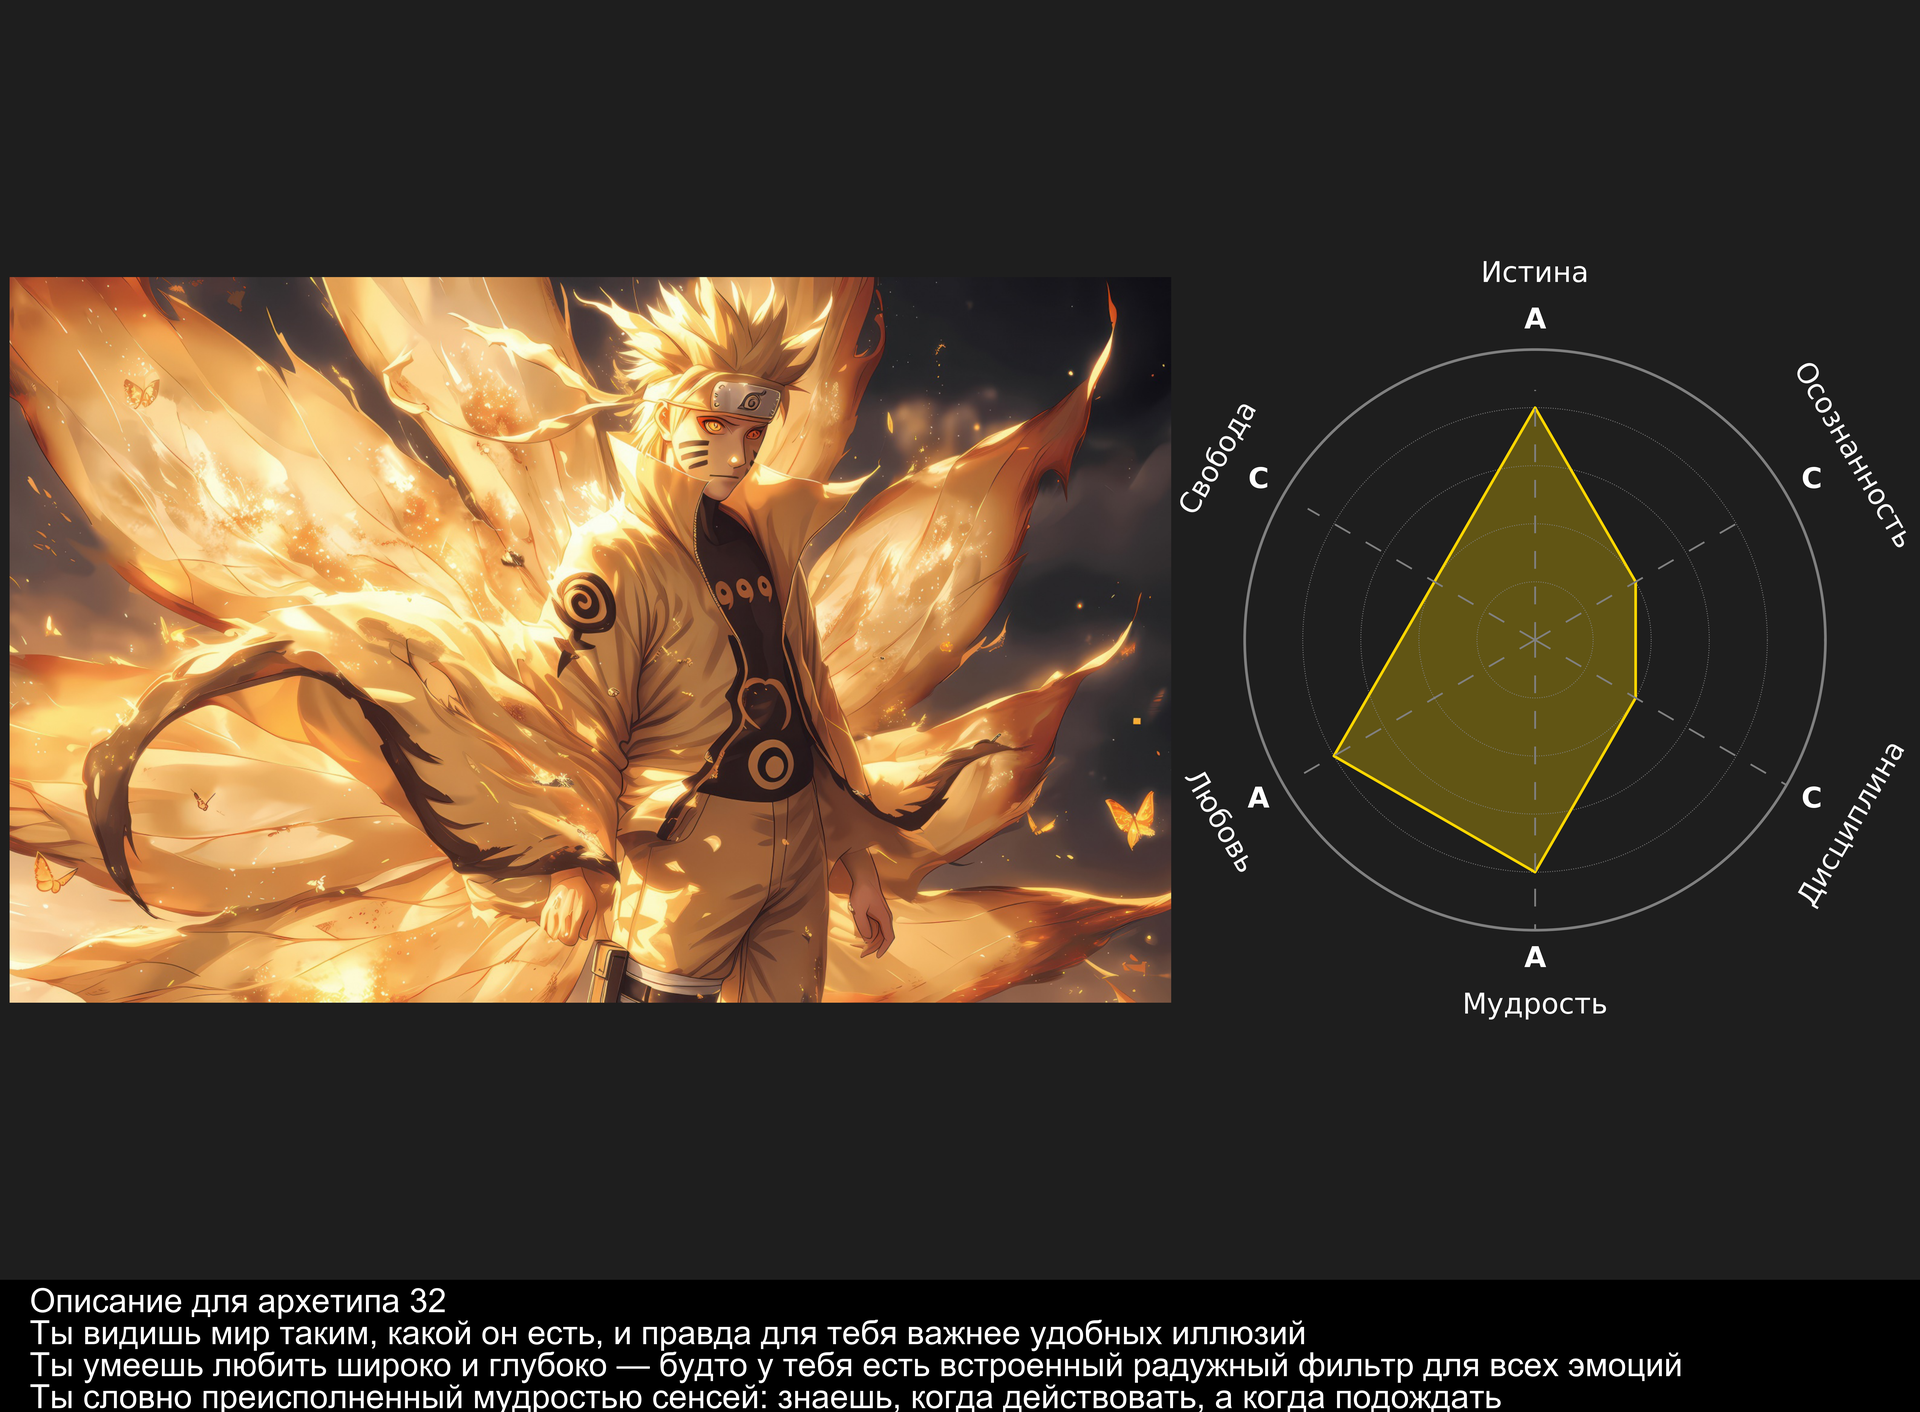 Истина
A
Осознанность
C
Свобода
C
Любовь
A
Дисциплина
C
A
Мудрость
Описание для архетипа 32
Ты видишь мир таким, какой он есть, и правда для тебя важнее удобных иллюзий
Ты умеешь любить широко и глубоко — будто у тебя есть встроенный радужный фильтр для всех эмоций
Ты словно преисполненный мудростью сенсей: знаешь, когда действовать, а когда подождать